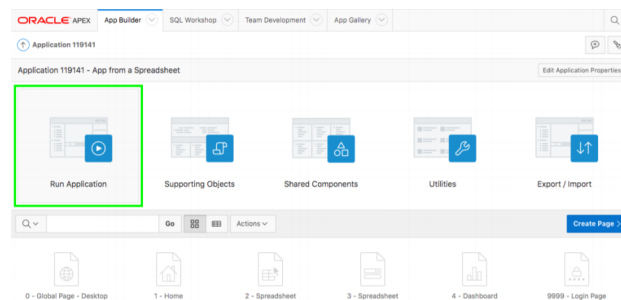 ORACLE APEX App Builder SQL Workshop Team Development App Gallery
Application 119141
Application 119141 - App from a Spreadsheet Edit Application Properties
Run Application Supporting Objects Shared Components Utilities Export / Import
Go Actions Create Page
0 - Global Page - Desktop 1 - Home 2 - Spreadsheet 3 - Spreadsheet 4 - Dashboard 9999 - Login Page